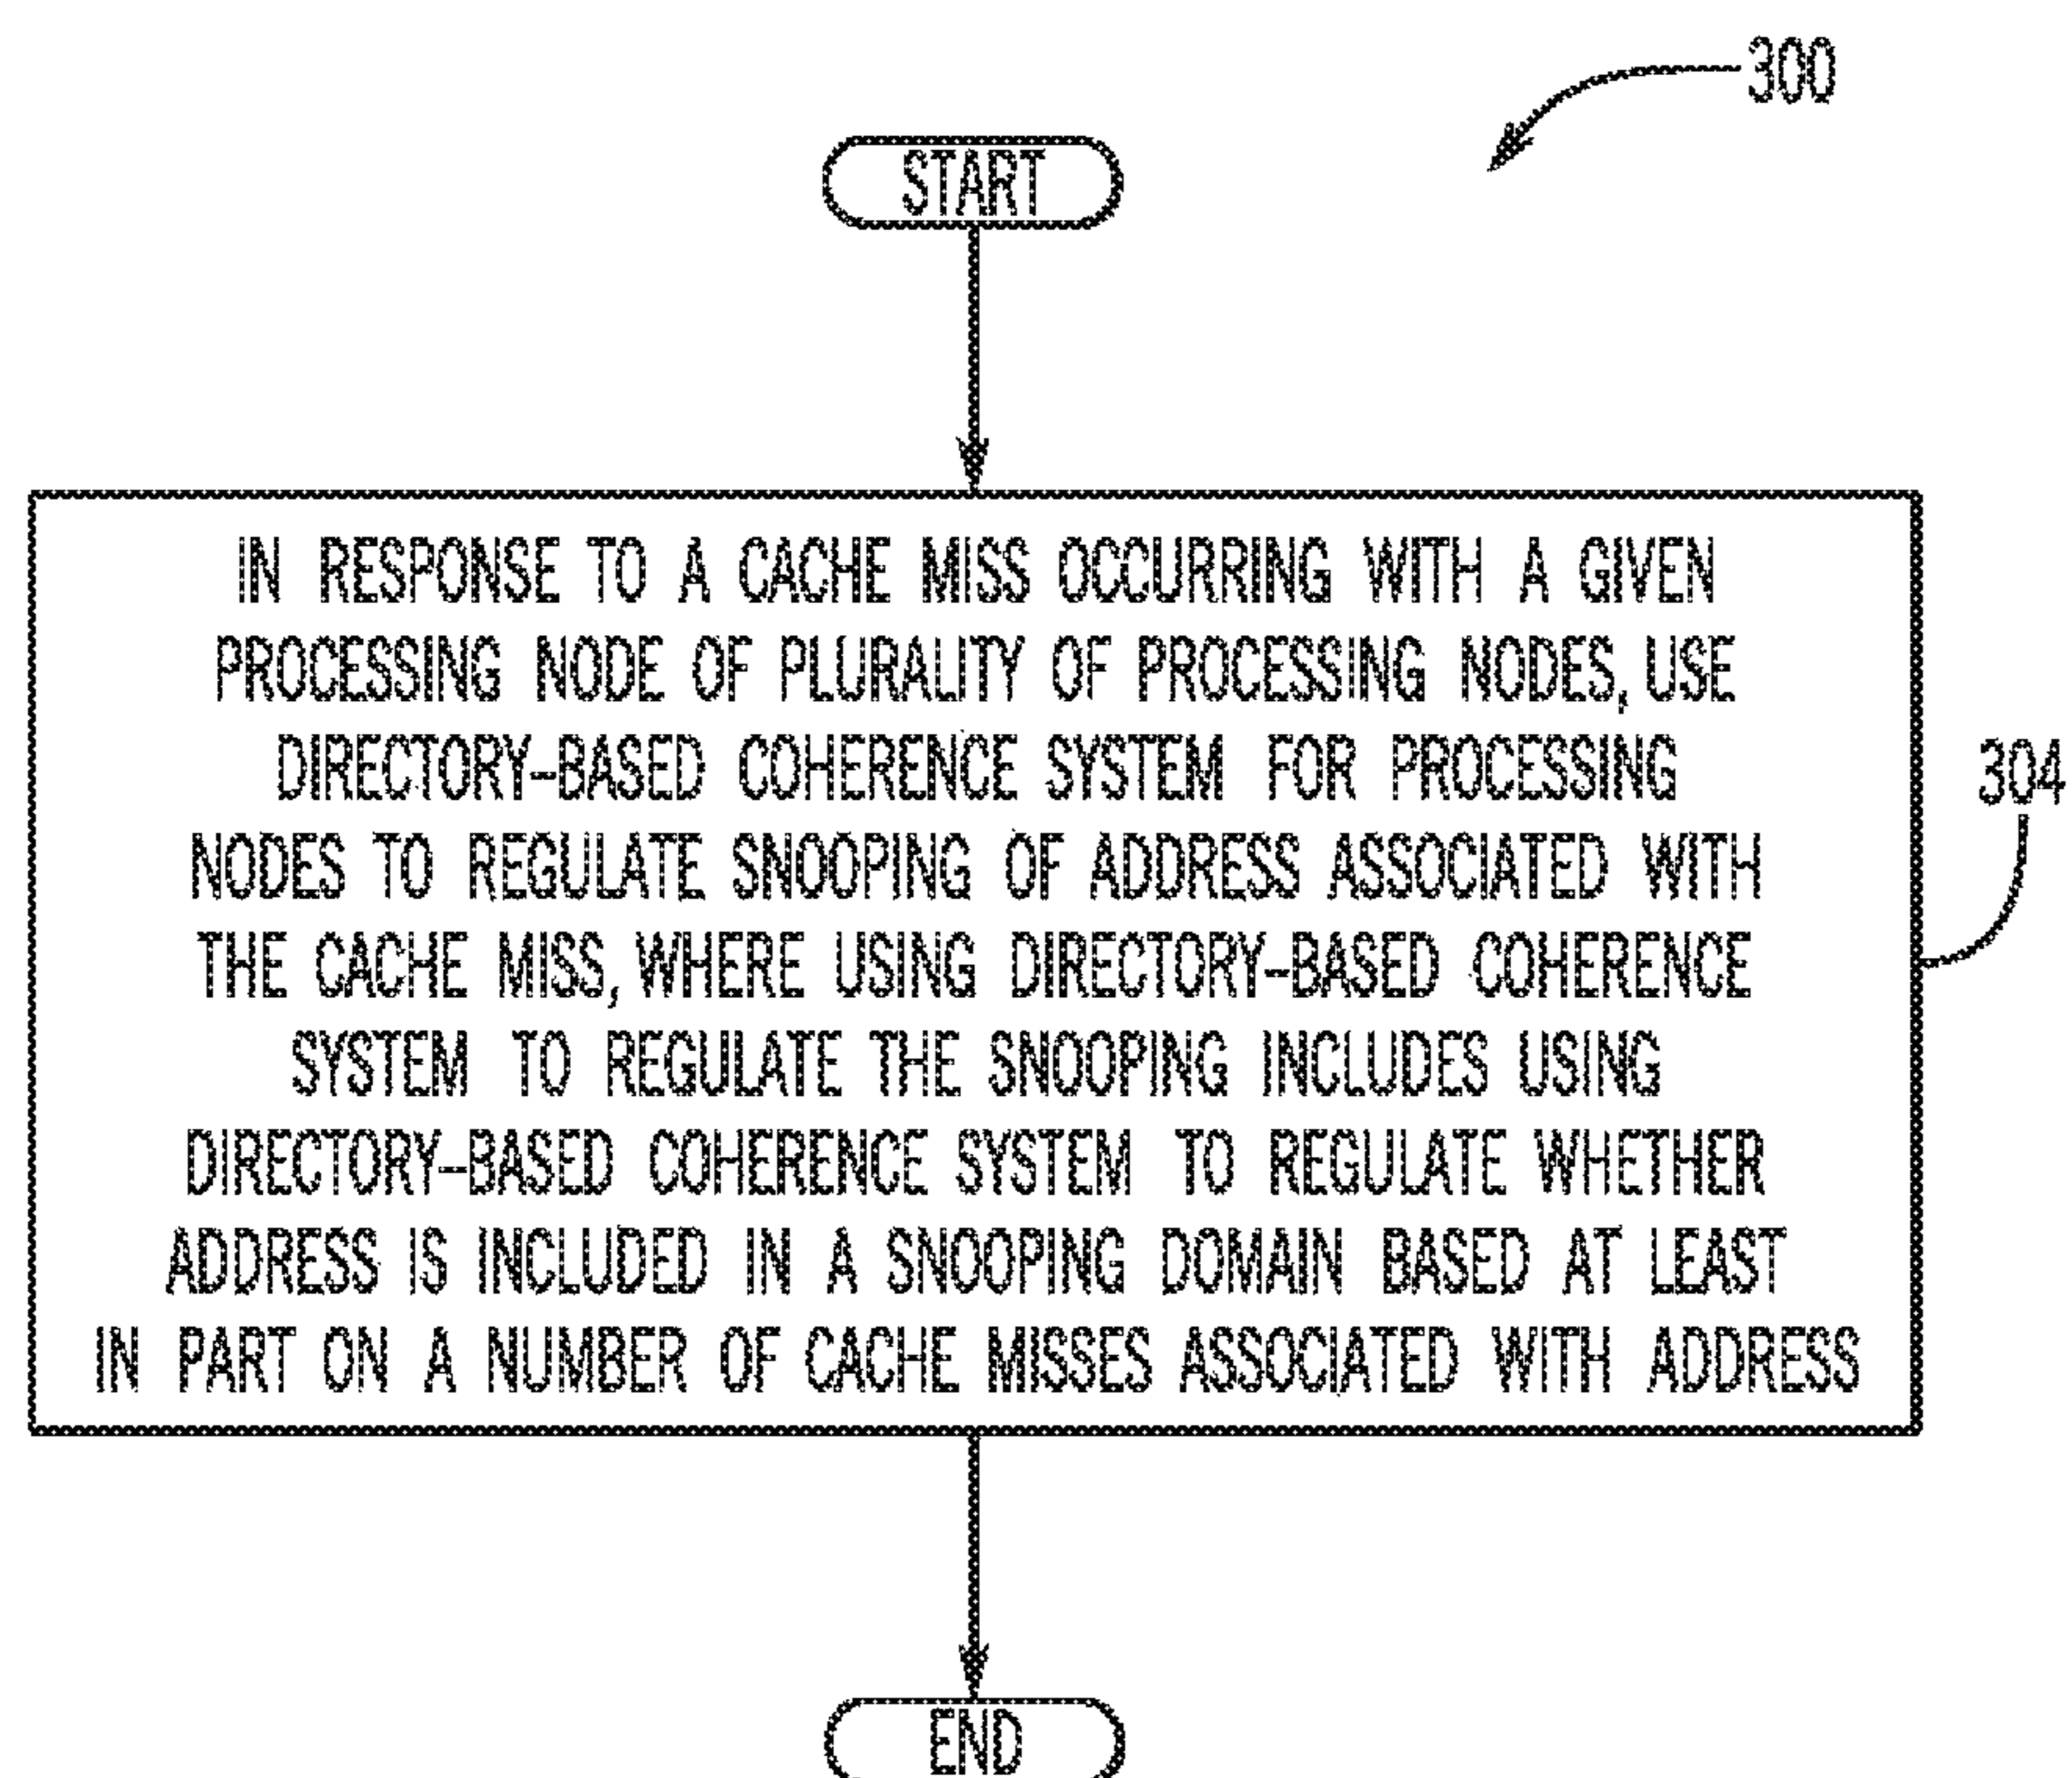 300
START
IN RESPONSE TO A CACHE MISS OCCURRING WITH A GIVEN
PROCESSING NODE OF PLURALITY OF PROCESSING NODES, USE
DIRECTORY-BASED COHERENCE SYSTEM FOR PROCESSING
NODES TO REGULATE SNOOPING OF ADDRESS ASSOCIATED WITH
THE CACHE MISS, WHERE USING DIRECTORY-BASED COHERENCE
SYSTEM TO REGULATE THE SNOOPING INCLUDES USING
DIRECTORY-BASED COHERENCE SYSTEM TO REGULATE WHETHER
ADDRESS IS INCLUDED IN A SNOOPING DOMAIN BASED AT LEAST
IN PART ON A NUMBER OF CACHE MISSES ASSOCIATED WITH ADDRESS
304
END